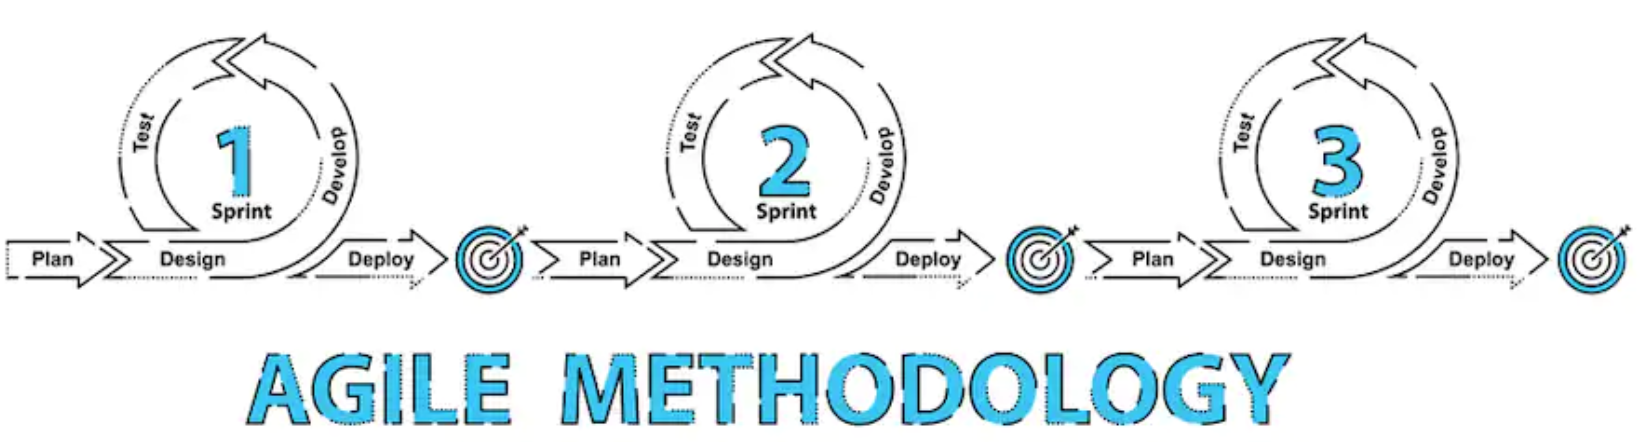 1
Sprint
Test
Develop
Plan
Design
Deploy
2
Sprint
Test
Develop
Plan
Design
Deploy
3
Sprint
Test
Develop
Plan
Design
Deploy
AGILE METHODOLOGY